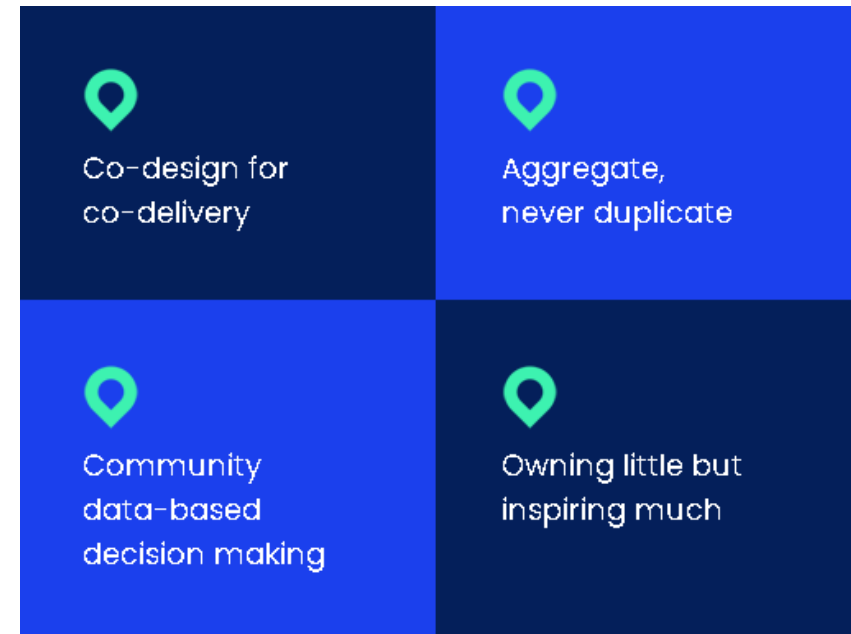 Co-design for
co-delivery
Aggregate,
never duplicate
Community
data-based
decision making
Owning little but
inspiring much